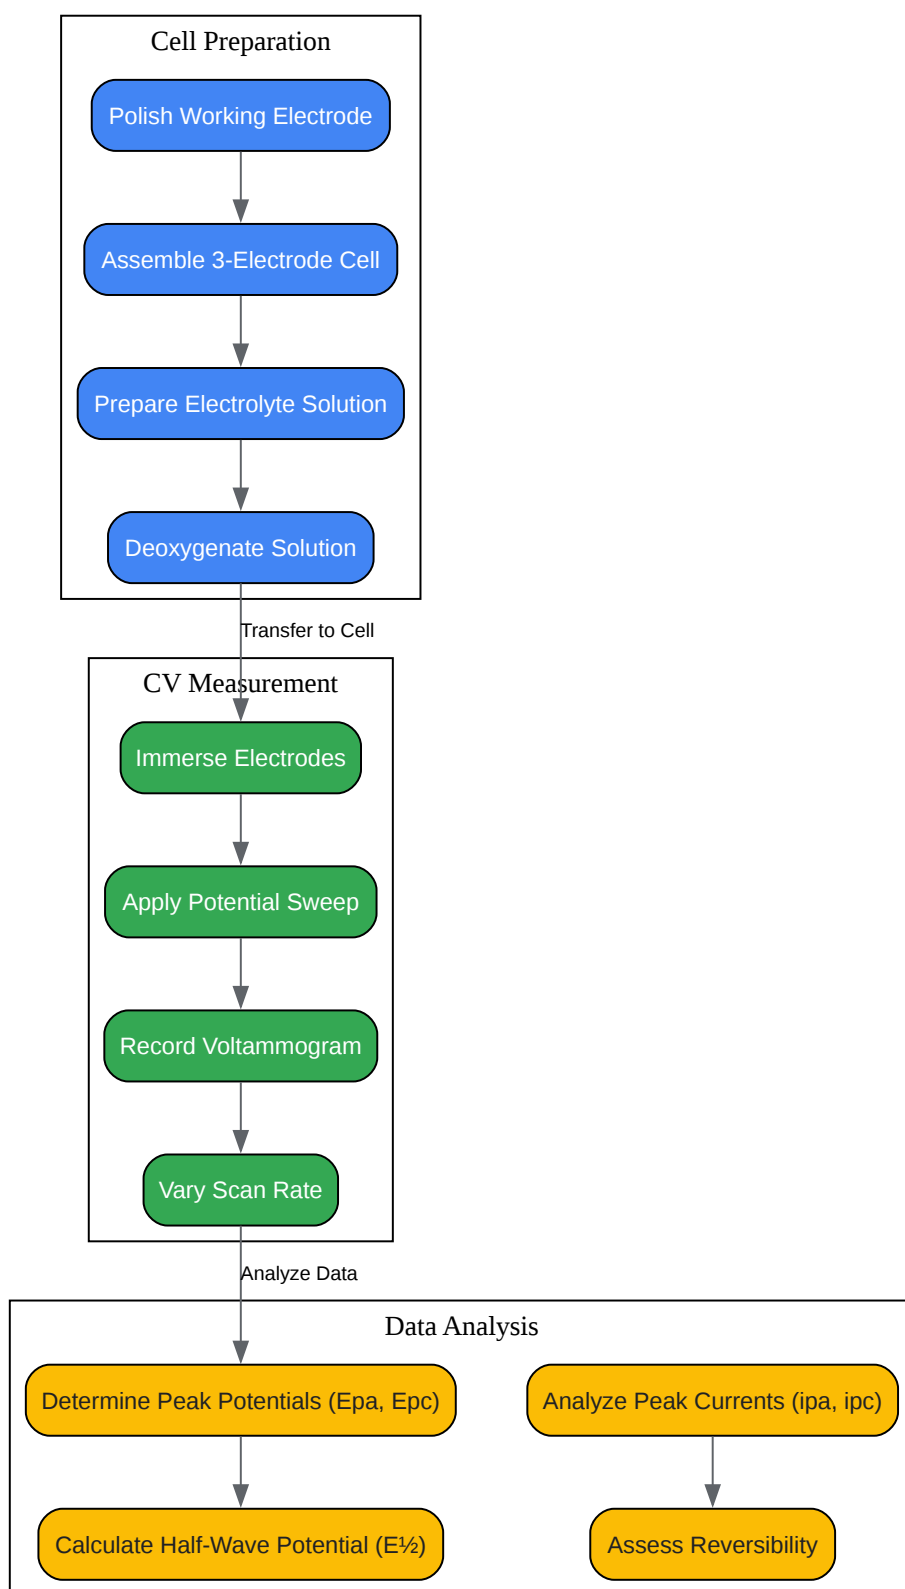 Cell Preparation
Polish Working Electrode
Assemble 3-Electrode Cell
Prepare Electrolyte Solution
Deoxygenate Solution
Transfer to Cell
CV Measurement
Immerse Electrodes
Apply Potential Sweep
Record Voltammogram
Vary Scan Rate
Analyze Data
Data Analysis
Determine Peak Potentials (Epa, Epc)
Analyze Peak Currents (ipa, ipc)
Calculate Half-Wave Potential (E½)
Assess Reversibility